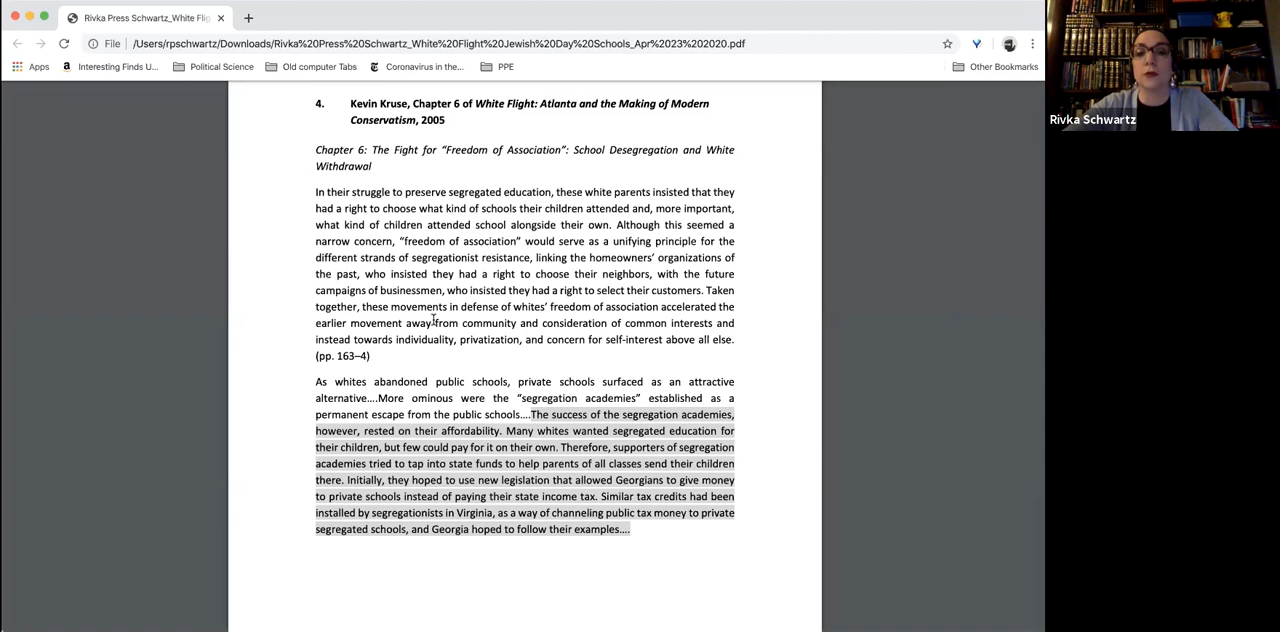 Rivka Press Schwartz_White Flig
File
/Users/rpschwartz/Downloads/Rivka%20Press%20Schwartz_White%20Flight%20Jewish%20Day%20Schools_Apr%2023%202020.pdf
Apps
Interesting Finds U...
Political Science
Old computer Tabs
Coronavirus in the...
PPE
Other Bookmarks
Rivka Schwartz
4. Kevin Kruse, Chapter 6 of White Flight: Atlanta and the Making of Modern
Conservatism, 2005
Chapter 6: The Fight for “Freedom of Association”: School Desegregation and White
Withdrawal
In their struggle to preserve segregated education, these white parents insisted that they
had a right to choose what kind of schools their children attended and, more important,
what kind of children attended school alongside their own. Although this seemed a
narrow concern, “freedom of association” would serve as a unifying principle for the
different strands of segregationist resistance, linking the homeowners’ organizations of
the past, who insisted they had a right to choose their neighbors, with the future
campaigns of businessmen, who insisted they had a right to select their customers. Taken
together, these movements in defense of whites’ freedom of association accelerated the
earlier movement away from community and consideration of common interests and
instead towards individuality, privatization, and concern for self-interest above all else.
(pp. 163–4)
As whites abandoned public schools, private schools surfaced as an attractive
alternative….More ominous were the “segregation academies” established as a
permanent escape from the public schools….The success of the segregation academies,
however, rested on their affordability. Many whites wanted segregated education for
their children, but few could pay for it on their own. Therefore, supporters of segregation
academies tried to tap into state funds to help parents of all classes send their children
there. Initially, they hoped to use new legislation that allowed Georgians to give money
to private schools instead of paying their state income tax. Similar tax credits had been
installed by segregationists in Virginia, as a way of channeling public tax money to private
segregated schools, and Georgia hoped to follow their examples….